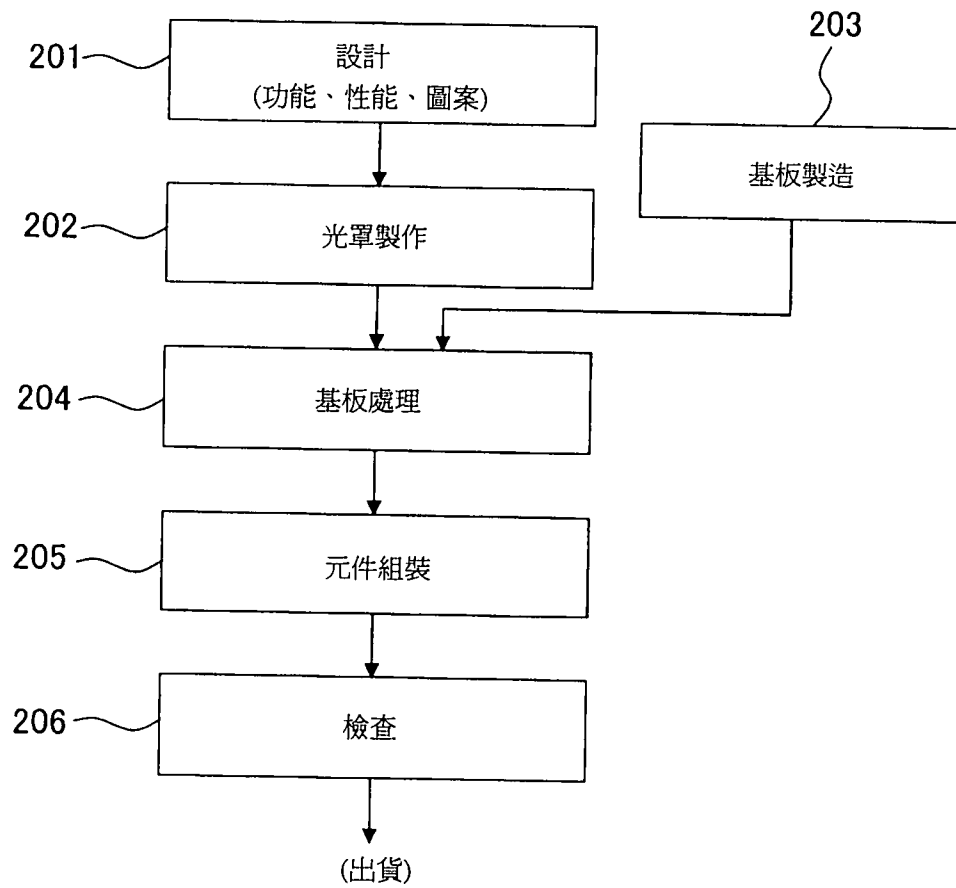 201
設計
(功能、性能、圖案)
203
基板製造
202
光罩製作
204
基板處理
205
元件組裝
206
檢查
(出貨)